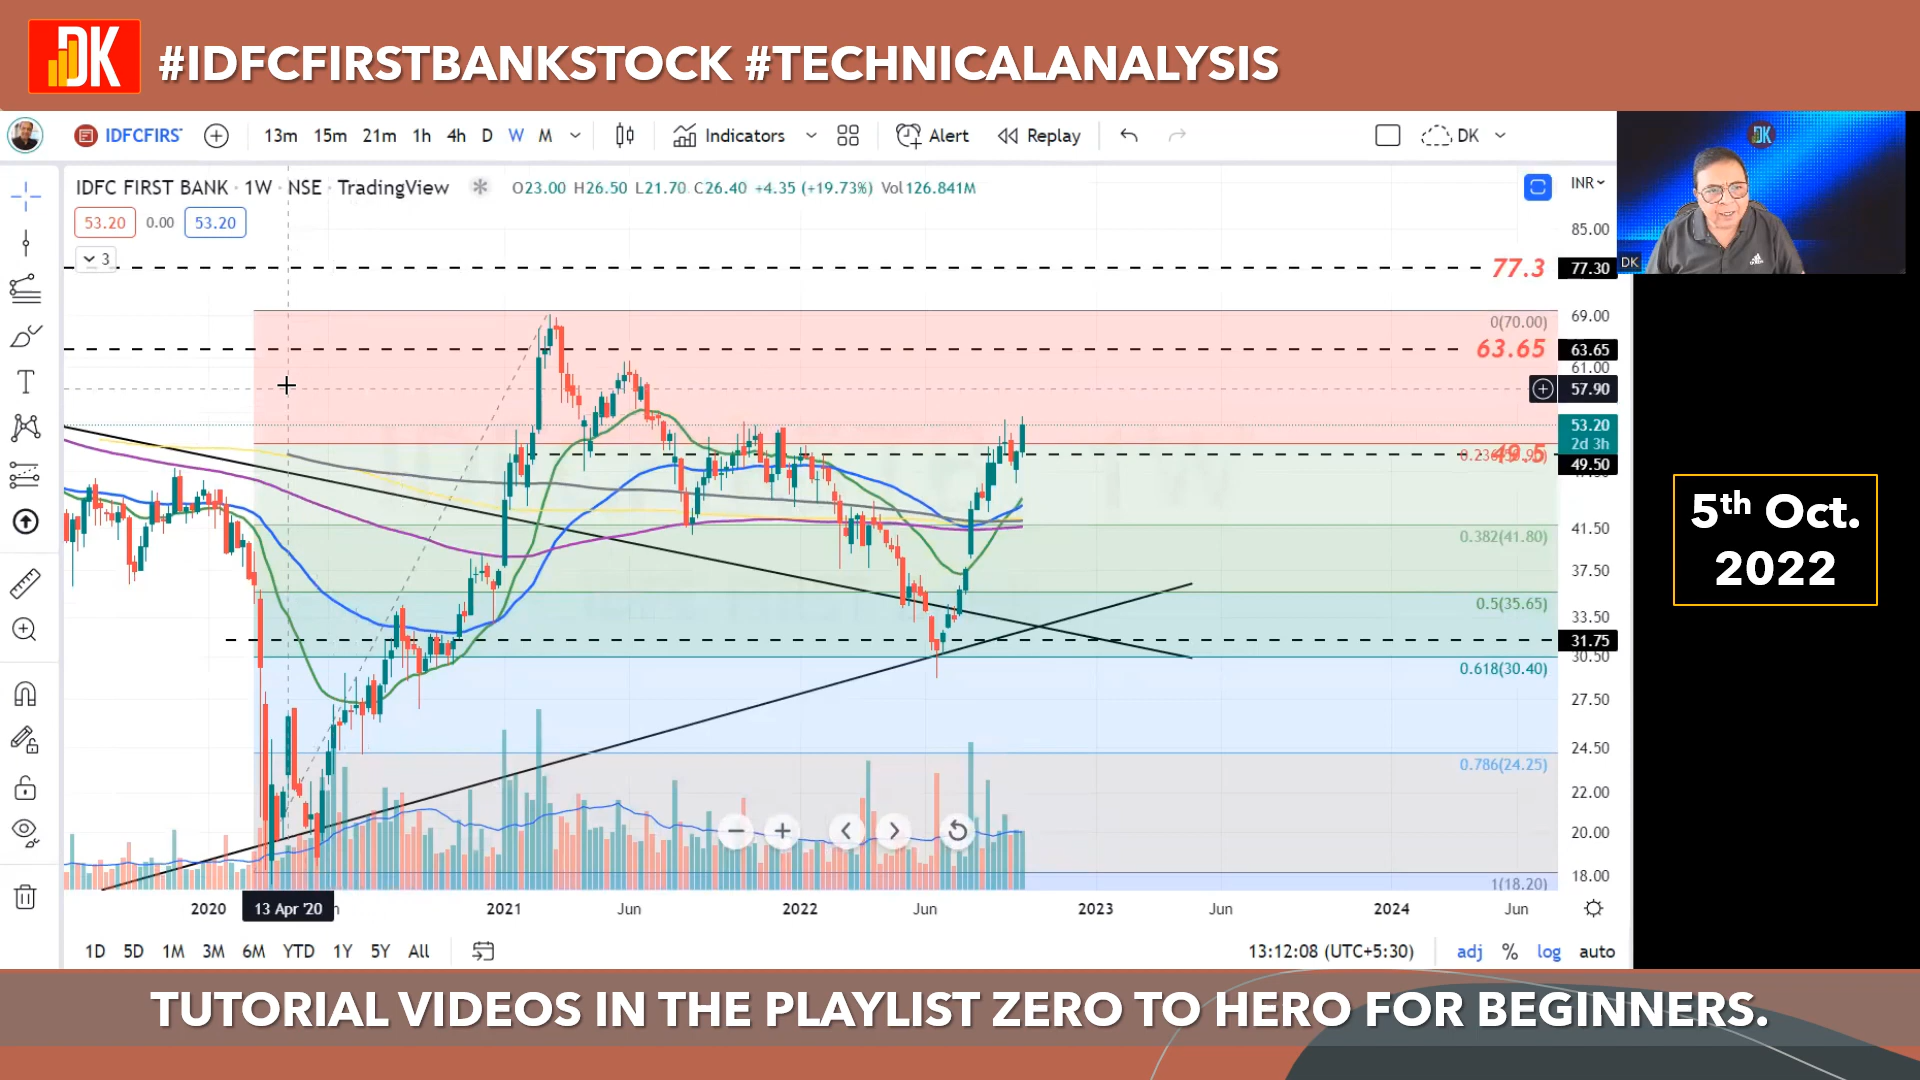 DK #IDFCFIRSTBANKSTOCK #TECHNICALANALYSIS
IDFCFIRS 13m 15m 21m 1h 4h D W M Indicators Alert Replay DK
IDFC FIRST BANK · 1W · NSE · TradingView O23.00 H26.50 L21.70 C26.40 +4.35 (+19.73%) Vol126.841M INR
53.20 0.00 53.20
85.00
3
77.3 77.30
DK
0(70.00) 69.00
63.65 63.65
61.00
57.90
53.20
2d 3h
49.5
49.50
0.382(41.80) 41.50
37.50
0.5(35.65)
33.50
31.75
30.50
0.618(30.40)
27.50
24.50
0.786(24.25)
22.00
20.00
18.00
1(18.20)
2020 13 Apr '20 2021 Jun 2022 Jun 2023 Jun 2024 Jun
1D 5D 1M 3M 6M YTD 1Y 5Y All 13:12:08 (UTC+5:30) adj % log auto
5th Oct.
2022
TUTORIAL VIDEOS IN THE PLAYLIST ZERO TO HERO FOR BEGINNERS.